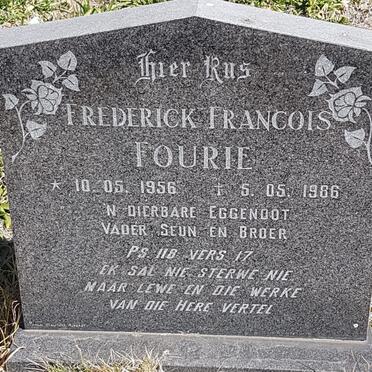 Hier Rus
FREDERICK FRANCOIS
FOURIE
* 10.05.1956 † 5.05.1986
'N DIERBARE EGGENOOT
VADER SEUN EN BROER
PS 118 VERS 17
EK SAL NIE STERWE NIE
MAAR LEWE EN DIE WERKE
VAN DIE HERE VERTEL